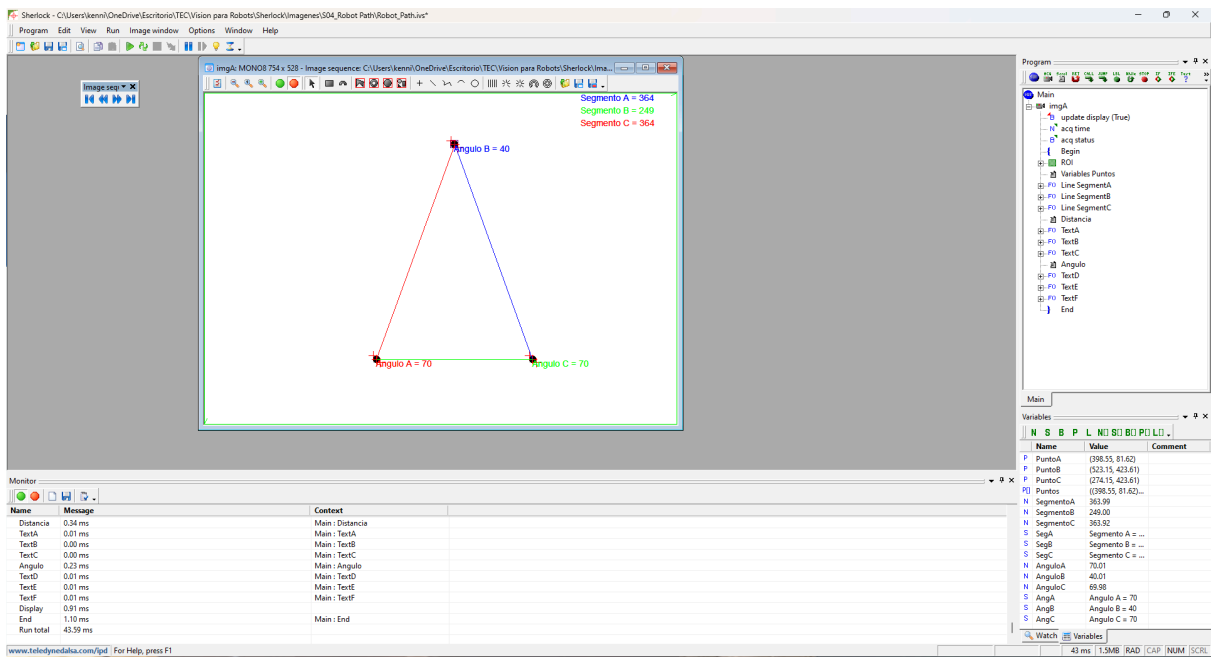 Sherlock - C:\Users\kenni\OneDrive\Escritorio\TEC\Vision para Robots\Sherlock\Imagenes\S04_Robot Path\Robot_Path.ivs*
Program Edit View Run Image window Options Window Help
Image seq
imgA: MONO8 754 x 528 - Image sequence: C:\Users\kenni\OneDrive\Escritorio\TEC\Vision para Robots\Sherlock\Ima...
Segmento A = 364
Segmento B = 249
Segmento C = 364
Angulo B = 40
Angulo A = 70
Angulo C = 70
Program
Main
imgA
update display (True)
N acq time
B acq status
Begin
ROI
Variables Puntos
Line SegmentA
Line SegmentB
Line SegmentC
Distancia
TextA
TextB
TextC
Angulo
TextD
TextE
TextF
End
Main
Variables
N S B P L N[] S[] B[] P[] L[]
Name Value Comment
P PuntoA (398.55, 81.62)
P PuntoB (523.15, 423.61)
P PuntoC (274.15, 423.61)
P[] Puntos ((398.55, 81.62)...
N SegmentoA 363.99
N SegmentoB 249.00
N SegmentoC 363.92
S SegA Segmento A = ...
S SegB Segmento B = ...
S SegC Segmento C = ...
N AnguloA 70.01
N AnguloB 40.01
N AnguloC 69.98
S AngA Angulo A = 70
S AngB Angulo B = 40
S AngC Angulo C = 70
Watch Variables
Monitor
Name Message Context
Distancia 0.34 ms Main : Distancia
TextA 0.01 ms Main : TextA
TextB 0.00 ms Main : TextB
TextC 0.00 ms Main : TextC
Angulo 0.23 ms Main : Angulo
TextD 0.01 ms Main : TextD
TextE 0.01 ms Main : TextE
TextF 0.01 ms Main : TextF
Display 0.91 ms
End 1.10 ms Main : End
Run total 43.59 ms
www.teledynedalsa.com/ipd For Help, press F1
43 ms 1.5MB RAD CAP NUM SCRL